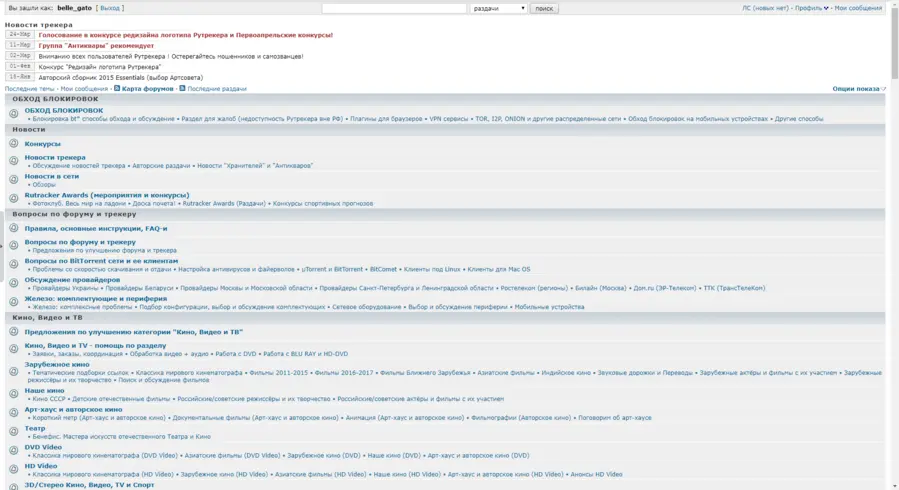 Вы зашли как: belle_gato [ Выход ] раздачи поиск ЛС (новых нет) · Профиль · Мои сообщения
Новости трекера
24-Мар Голосование в конкурсе редизайна логотипа Рутрекера и Первоапрельские конкурсы!
11-Мар Группа "Антиквары" рекомендует
02-Мар Вниманию всех пользователей Рутрекера ! Остерегайтесь мошенников и самозванцев!
01-Фев Конкурс "Редизайн логотипа Рутрекера"
18-Янв Авторский сборник 2015 Essentials (выбор Артсовета)
Последние темы · Мои сообщения · Карта форумов · Последние раздачи Опции показа
ОБХОД БЛОКИРОВОК
ОБХОД БЛОКИРОВОК
• Блокировка bt* способы обхода и обсуждение • Раздел для жалоб (недоступность Рутрекера вне РФ) • Плагины для браузеров • VPN сервисы • TOR, I2P, ONION и другие распределенные сети • Обход блокировок на мобильных устройствах • Другие способы
Новости
Конкурсы
Новости трекера
• Обсуждение новостей трекера • Авторские раздачи • Новости "Хранителей" и "Антикваров"
Новости в сети
• Обзоры
Rutracker Awards (мероприятия и конкурсы)
• Фотоклуб. Весь мир на ладони • Доска почета! • Rutracker Awards (Раздачи) • Конкурсы спортивных прогнозов
Вопросы по форуму и трекеру
Правила, основные инструкции, FAQ-и
Вопросы по форуму и трекеру
• Предложения по улучшению форума и трекера
Вопросы по BitTorrent сети и ее клиентам
• Проблемы со скоростью скачивания и отдачи • Настройка антивирусов и файерволов • µTorrent и BitTorrent • BitComet • Клиенты под Linux • Клиенты для Mac OS
Обсуждение провайдеров
• Провайдеры Украины • Провайдеры Беларуси • Провайдеры Москвы и Московской области • Провайдеры Санкт-Петербурга и Ленинградской области • Ростелеком (регионы) • Билайн (Москва) • Дом.ru (ЭР-Телеком) • ТТК (ТрансТелеКом)
Железо: комплектующие и периферия
• Железо: комплексные проблемы • Подбор конфигурации, выбор и обсуждение комплектующих • Сетевое оборудование • Выбор и обсуждение периферии • Мобильные устройства
Кино, Видео и ТВ
Предложения по улучшению категории "Кино, Видео и ТВ"
Кино, Видео и TV - помощь по разделу
• Заявки, заказы, координация • Обработка видео + аудио • Работа с DVD • Работа с BLU RAY и HD-DVD
Зарубежное кино
• Тематические подборки ссылок • Классика мирового кинематографа • Фильмы 2011-2015 • Фильмы 2016-2017 • Фильмы Ближнего Зарубежья • Азиатские фильмы • Индийское кино • Звуковые дорожки и Переводы • Зарубежные актёры и фильмы с их участием • Зарубежные
режиссёры и их творчество • Поиск и обсуждение фильмов
Наше кино
• Кино СССР • Детские отечественные фильмы • Российские/советские режиссёры и их творчество • Российские/советские актёры и фильмы с их участием
Арт-хаус и авторское кино
• Короткий метр (Арт-хаус и авторское кино) • Документальные фильмы (Арт-хаус и авторское кино) • Анимация (Арт-хаус и авторское кино) • Фильмографии (Авторское кино) • Поговорим об арт-хаусе
Театр
• Бенефис. Мастера искусств отечественного Театра и Кино
DVD Video
• Классика мирового кинематографа (DVD Video) • Азиатские фильмы (DVD Video) • Зарубежное кино (DVD) • Наше кино (DVD) • Арт-хаус и авторское кино (DVD)
HD Video
• Классика мирового кинематографа (HD Video) • Зарубежное кино (HD Video) • Азиатские фильмы (HD Video) • Наше кино (HD Video) • Арт-хаус и авторское кино (HD Video) • Анонсы HD Video
3D/Стерео Кино, Видео, TV и Спорт